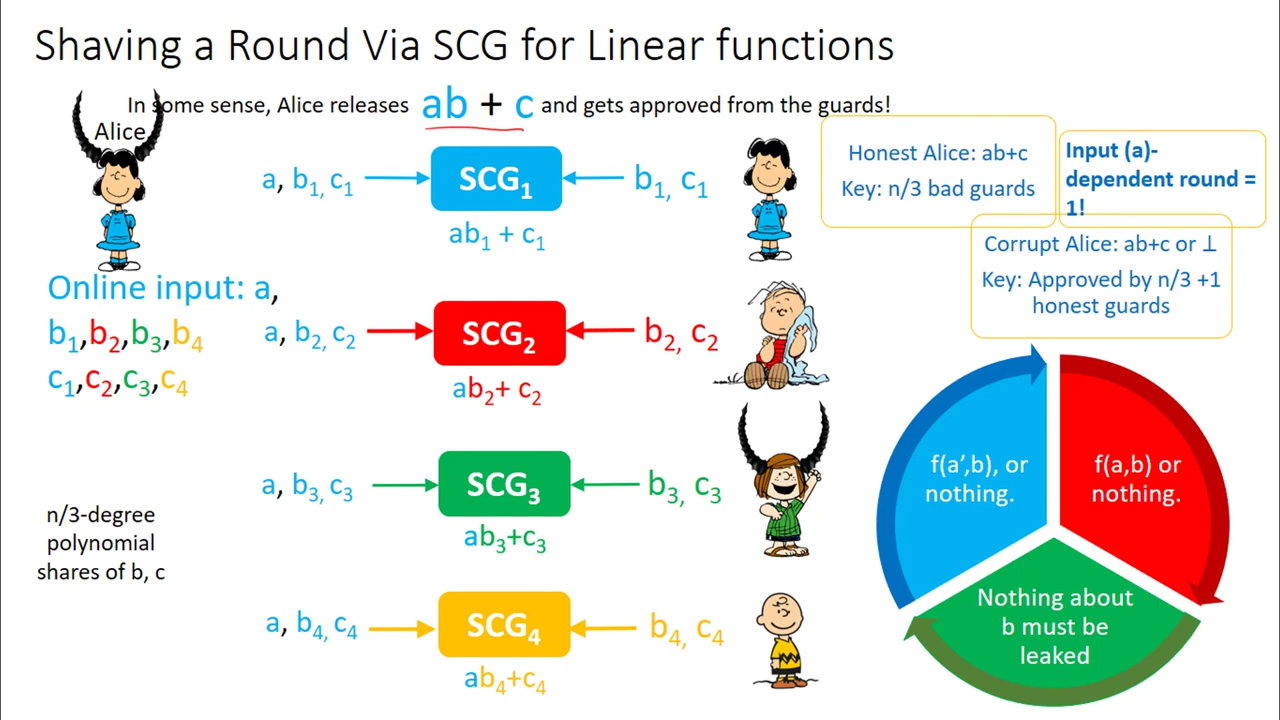 Shaving a Round Via SCG for Linear functions
In some sense, Alice releases ab + c and gets approved from the guards!
Alice
a, b₁, c₁
SCG₁
b₁, c₁
ab₁ + c₁
Honest Alice: ab+c
Key: n/3 bad guards
Input (a)-
dependent round =
1!
Corrupt Alice: ab+c or ⊥
Key: Approved by n/3 +1
honest guards
Online input: a,
b₁,b₂,b₃,b₄
c₁,c₂,c₃,c₄
a, b₂, c₂
SCG₂
b₂, c₂
ab₂+ c₂
a, b₃, c₃
SCG₃
b₃, c₃
ab₃+c₃
n/3-degree
polynomial
shares of b, c
a, b₄, c₄
SCG₄
b₄, c₄
ab₄+c₄
f(a’,b), or
nothing.
f(a,b) or
nothing.
Nothing about
b must be
leaked